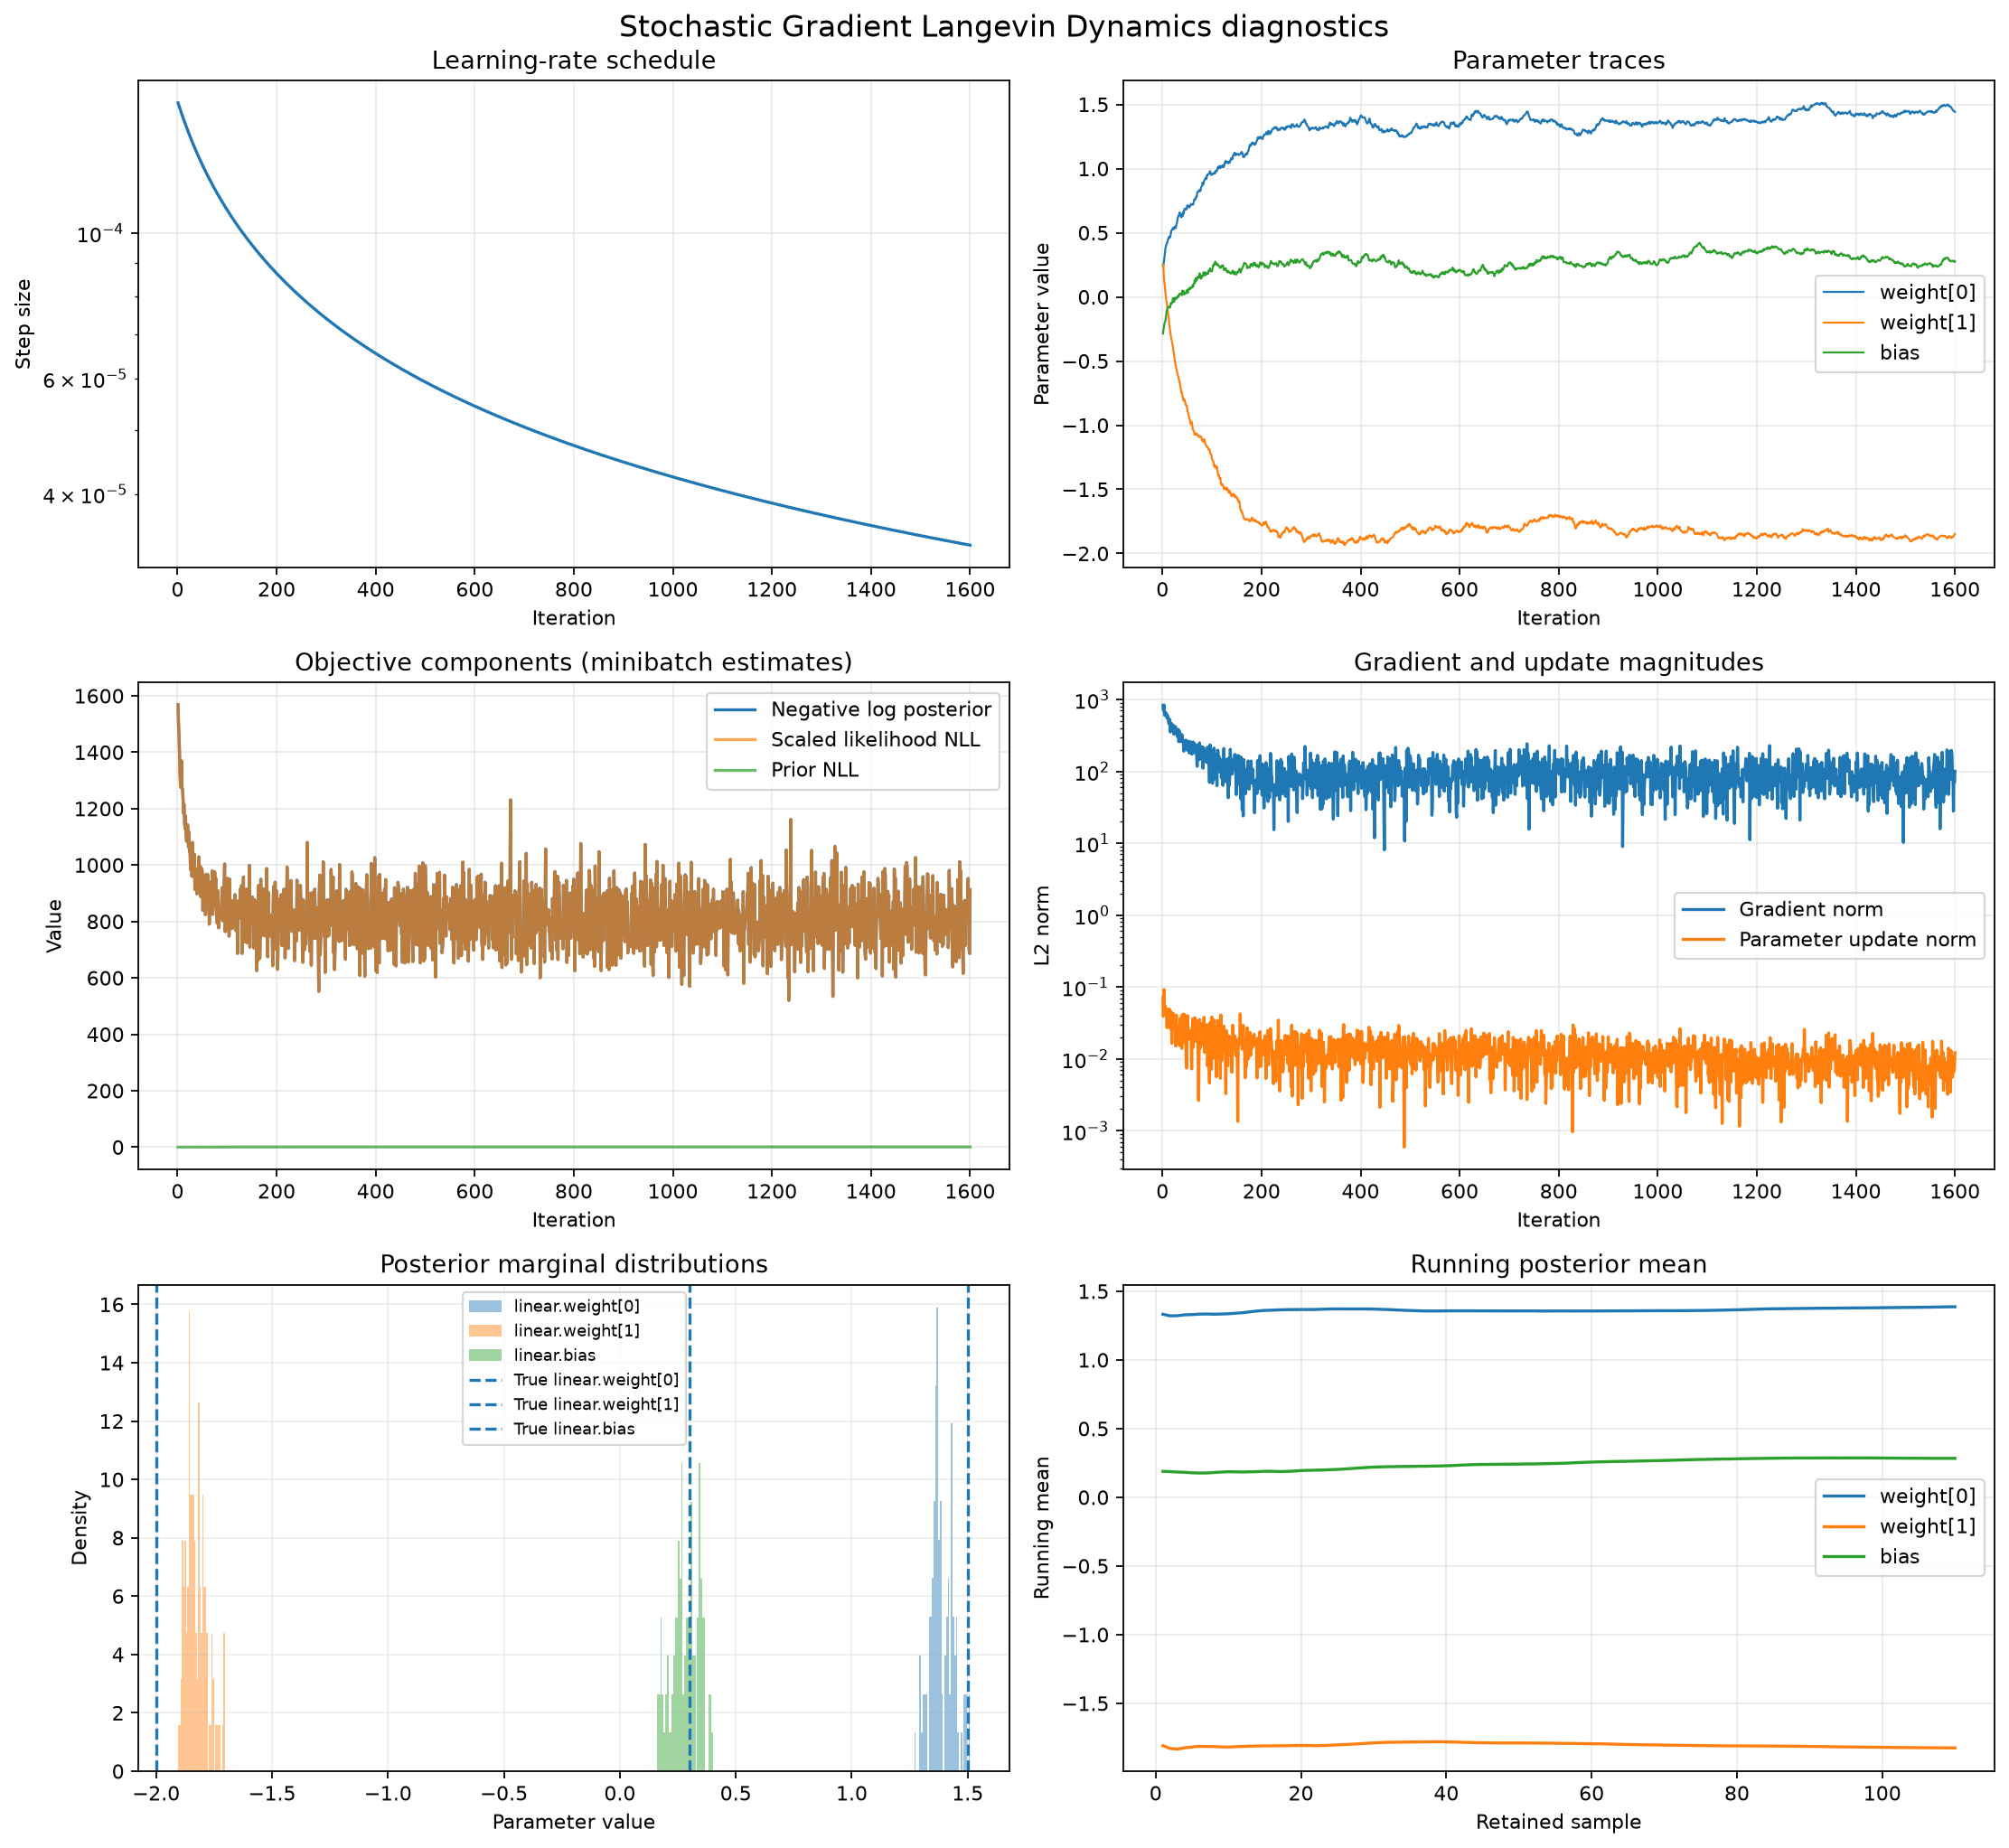 Stochastic Gradient Langevin Dynamics diagnostics
Learning-rate schedule
10⁻⁴
6 × 10⁻⁵
4 × 10⁻⁵
Step size
0 200 400 600 800 1000 1200 1400 1600
Iteration
Parameter traces
1.5
1.0
0.5
0.0
−0.5
−1.0
−1.5
−2.0
Parameter value
weight[0]
weight[1]
bias
0 200 400 600 800 1000 1200 1400 1600
Iteration
Objective components (minibatch estimates)
1600
1400
1200
1000
800
600
400
200
0
Value
Negative log posterior
Scaled likelihood NLL
Prior NLL
0 200 400 600 800 1000 1200 1400 1600
Iteration
Gradient and update magnitudes
10³
10²
10¹
10⁰
10⁻¹
10⁻²
10⁻³
L2 norm
Gradient norm
Parameter update norm
0 200 400 600 800 1000 1200 1400 1600
Iteration
Posterior marginal distributions
16
14
12
10
8
6
4
2
0
Density
linear.weight[0]
linear.weight[1]
linear.bias
True linear.weight[0]
True linear.weight[1]
True linear.bias
−2.0 −1.5 −1.0 −0.5 0.0 0.5 1.0 1.5
Parameter value
Running posterior mean
1.5
1.0
0.5
0.0
−0.5
−1.0
−1.5
Running mean
weight[0]
weight[1]
bias
0 20 40 60 80 100
Retained sample